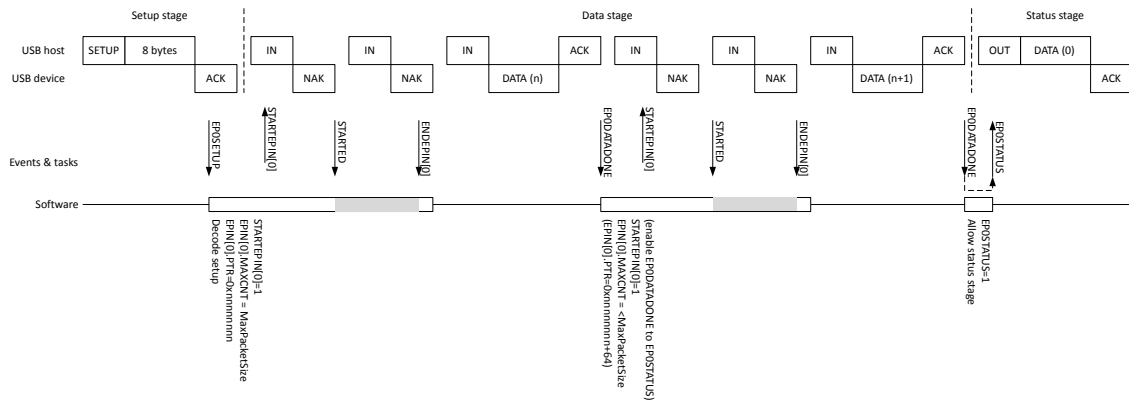 Setup stage
Data stage
Status stage
USB host
SETUP
8 bytes
IN
IN
IN
ACK
IN
IN
IN
ACK
OUT
DATA (0)
USB device
ACK
NAK
NAK
DATA (n)
NAK
NAK
DATA (n+1)
ACK
Events & tasks
EP0SETUP
STARTEPIN[0]
STARTED
ENDEPIN[0]
EP0DATADONE
STARTEPIN[0]
STARTED
ENDEPIN[0]
EP0DATADONE
EP0STATUS
Software
Decode setup
EPIN[0].PTR=0xnnnnnnnn
EPIN[0].MAXCNT = MaxPacketSize
STARTEPIN[0]=1
(EPIN[0].PTR=0xnnnnnnnn+64)
EPIN[0].MAXCNT = <MaxPacketSize
STARTEPIN[0]=1
(enable EP0DATADONE to EP0STATUS)
Allow status stage
EP0STATUS=1